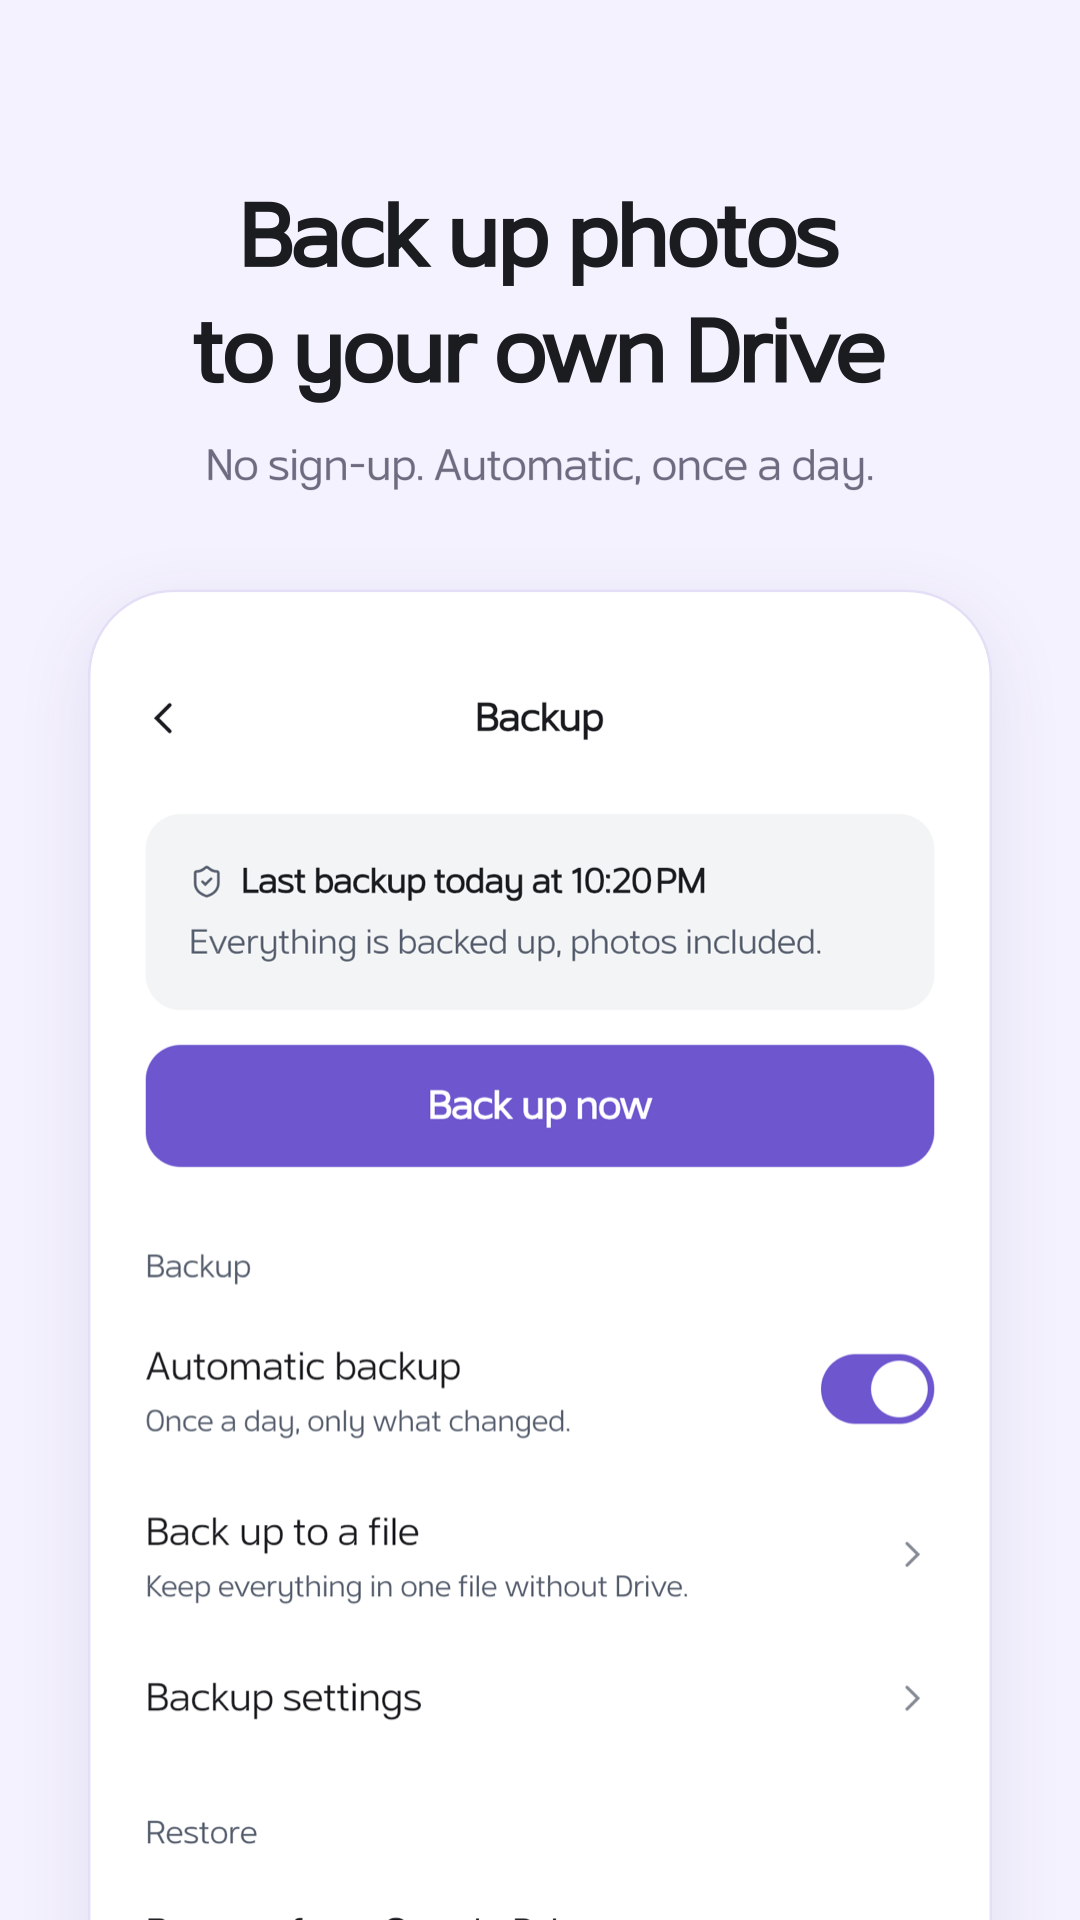 Back up photos
to your own Drive
No sign-up. Automatic, once a day.
Backup
Last backup today at 10:20 PM
Everything is backed up, photos included.
Back up now
Backup
Automatic backup
Once a day, only what changed.
Back up to a file
Keep everything in one file without Drive.
Backup settings
Restore